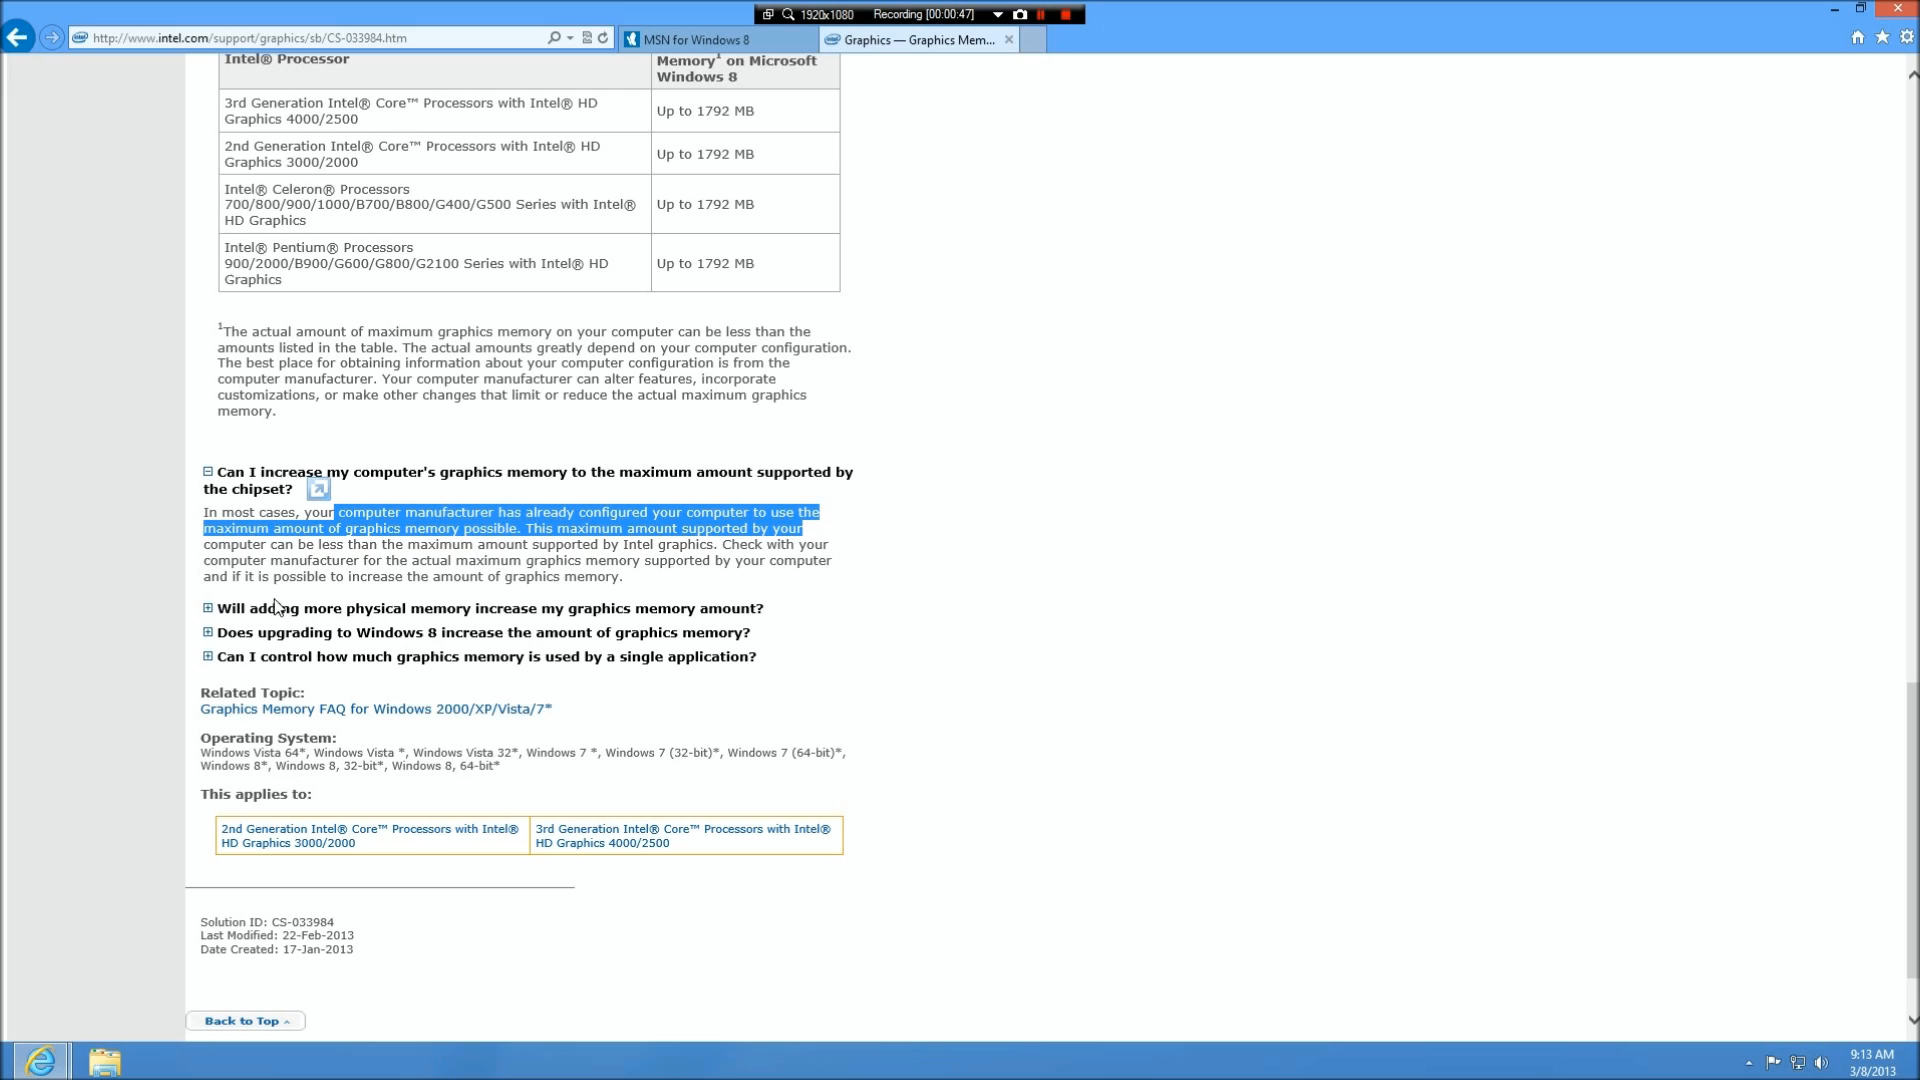 1920x1080 Recording [00:00:47]
http://www.intel.com/support/graphics/sb/CS-033984.htm
MSN for Windows 8
Graphics — Graphics Mem...
Intel® Processor
Memory¹ on Microsoft
Windows 8
3rd Generation Intel® Core™ Processors with Intel® HD
Graphics 4000/2500
Up to 1792 MB
2nd Generation Intel® Core™ Processors with Intel® HD
Graphics 3000/2000
Up to 1792 MB
Intel® Celeron® Processors
700/800/900/1000/B700/B800/G400/G500 Series with Intel®
HD Graphics
Up to 1792 MB
Intel® Pentium® Processors
900/2000/B900/G600/G800/G2100 Series with Intel® HD
Graphics
Up to 1792 MB
¹The actual amount of maximum graphics memory on your computer can be less than the
amounts listed in the table. The actual amounts greatly depend on your computer configuration.
The best place for obtaining information about your computer configuration is from the
computer manufacturer. Your computer manufacturer can alter features, incorporate
customizations, or make other changes that limit or reduce the actual maximum graphics
memory.
Can I increase my computer's graphics memory to the maximum amount supported by
the chipset?
In most cases, your computer manufacturer has already configured your computer to use the
maximum amount of graphics memory possible. This maximum amount supported by your
computer can be less than the maximum amount supported by Intel graphics. Check with your
computer manufacturer for the actual maximum graphics memory supported by your computer
and if it is possible to increase the amount of graphics memory.
Will adding more physical memory increase my graphics memory amount?
Does upgrading to Windows 8 increase the amount of graphics memory?
Can I control how much graphics memory is used by a single application?
Related Topic:
Graphics Memory FAQ for Windows 2000/XP/Vista/7*
Operating System:
Windows Vista 64*, Windows Vista *, Windows Vista 32*, Windows 7 *, Windows 7 (32-bit)*, Windows 7 (64-bit)*,
Windows 8*, Windows 8, 32-bit*, Windows 8, 64-bit*
This applies to:
2nd Generation Intel® Core™ Processors with Intel®
HD Graphics 3000/2000
3rd Generation Intel® Core™ Processors with Intel®
HD Graphics 4000/2500
Solution ID: CS-033984
Last Modified: 22-Feb-2013
Date Created: 17-Jan-2013
Back to Top
9:13 AM
3/8/2013